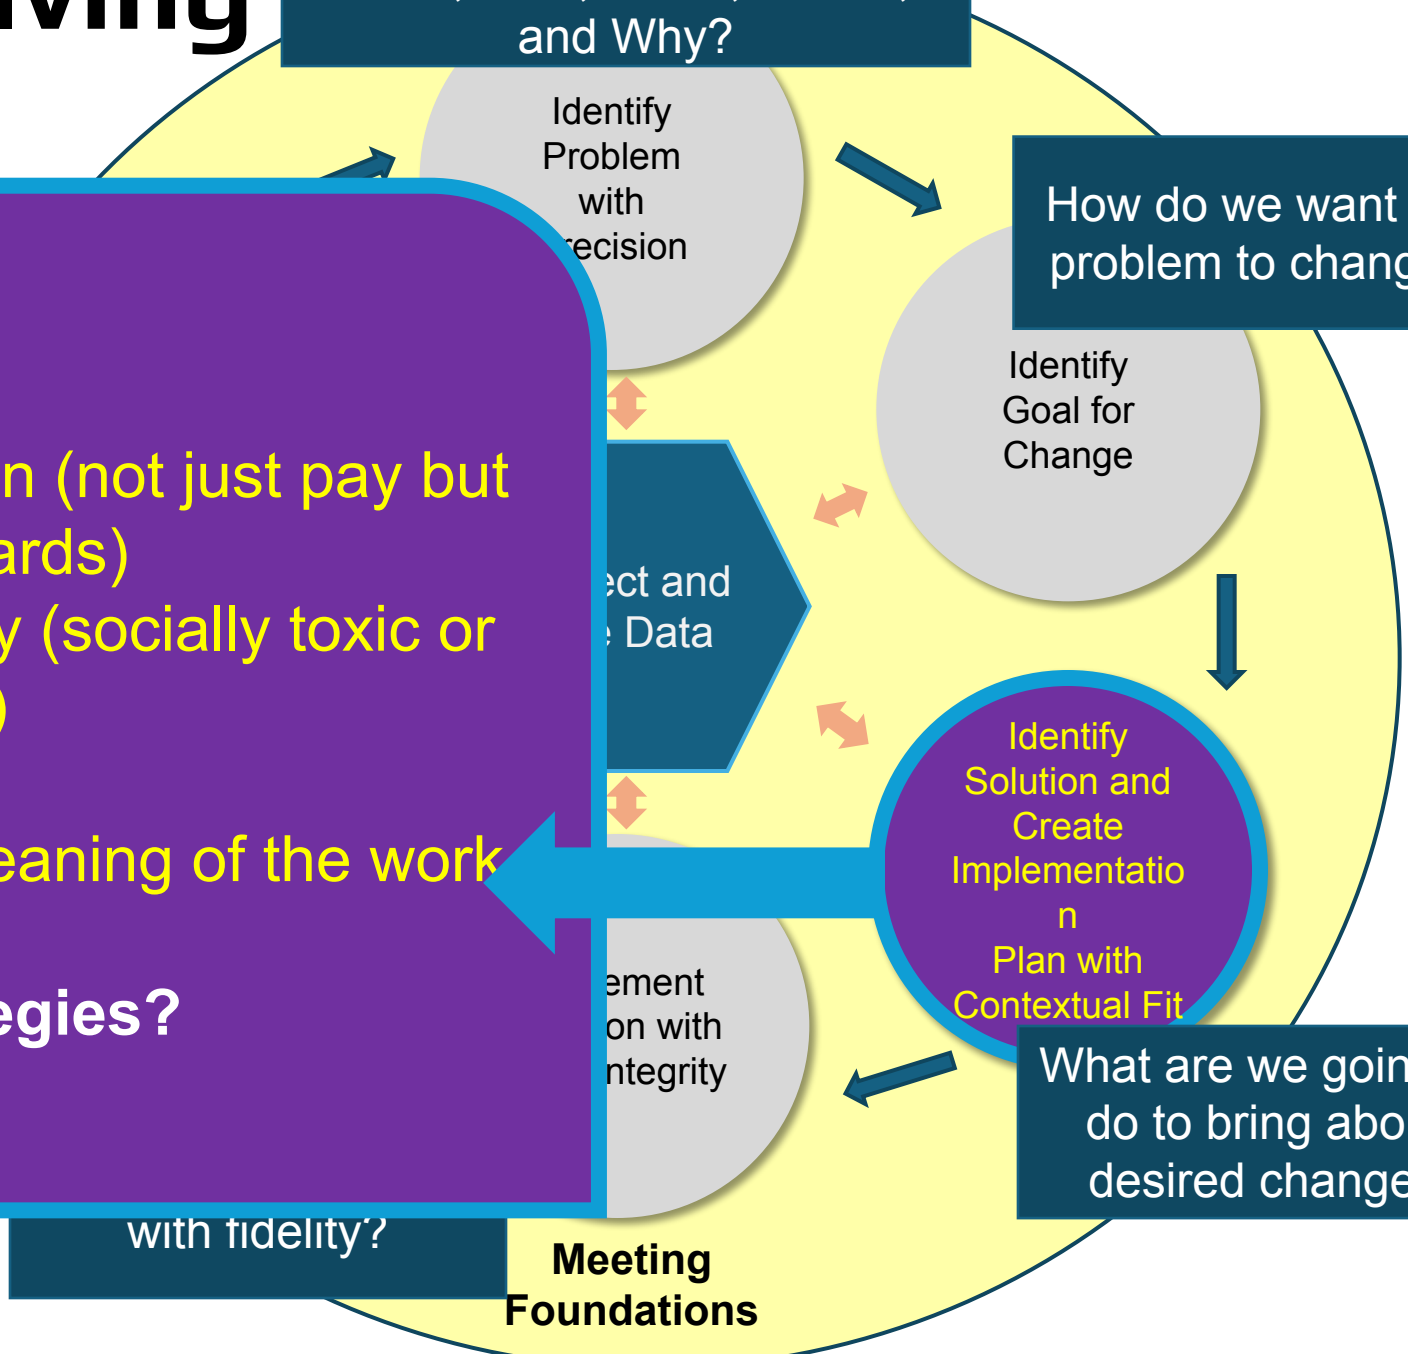 and Why?
Identify
Problem
with
recision
How do we want
problem to chang
Identify
Goal for
Change
n (not just pay but
ards)
y (socially toxic or
)
eaning of the work
egies?
ect and
e Data
Identify
Solution and
Create
Implementatio
n
Plan with
Contextual Fit
ement
on with
ntegrity
What are we goin
do to bring abo
desired change
with fidelity?
Meeting
Foundations